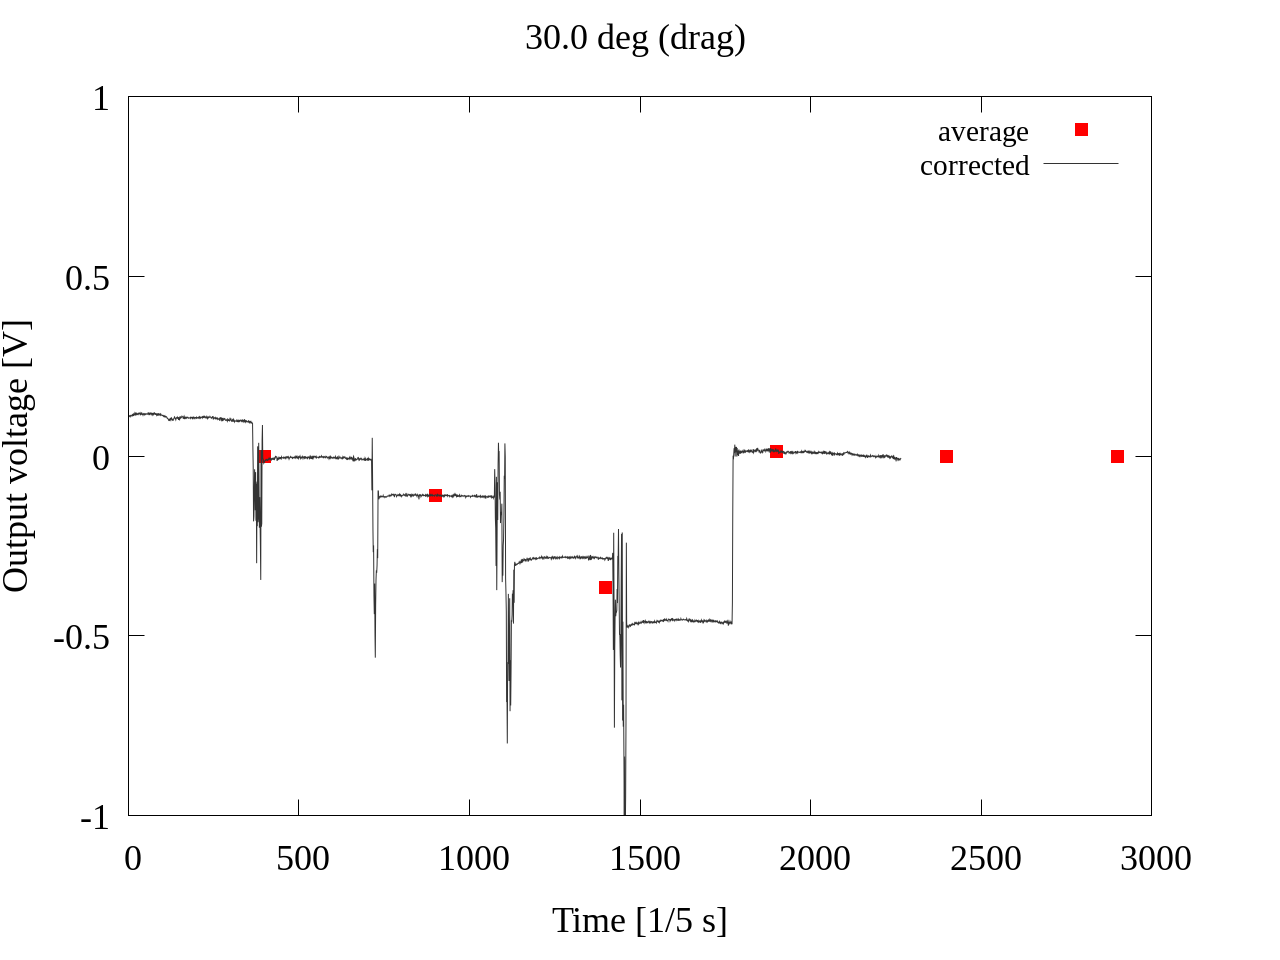 30.0 deg (drag)
average
corrected
1
0.5
0
-0.5
-1
Output voltage [V]
0 500 1000 1500 2000 2500 3000
Time [1/5 s]